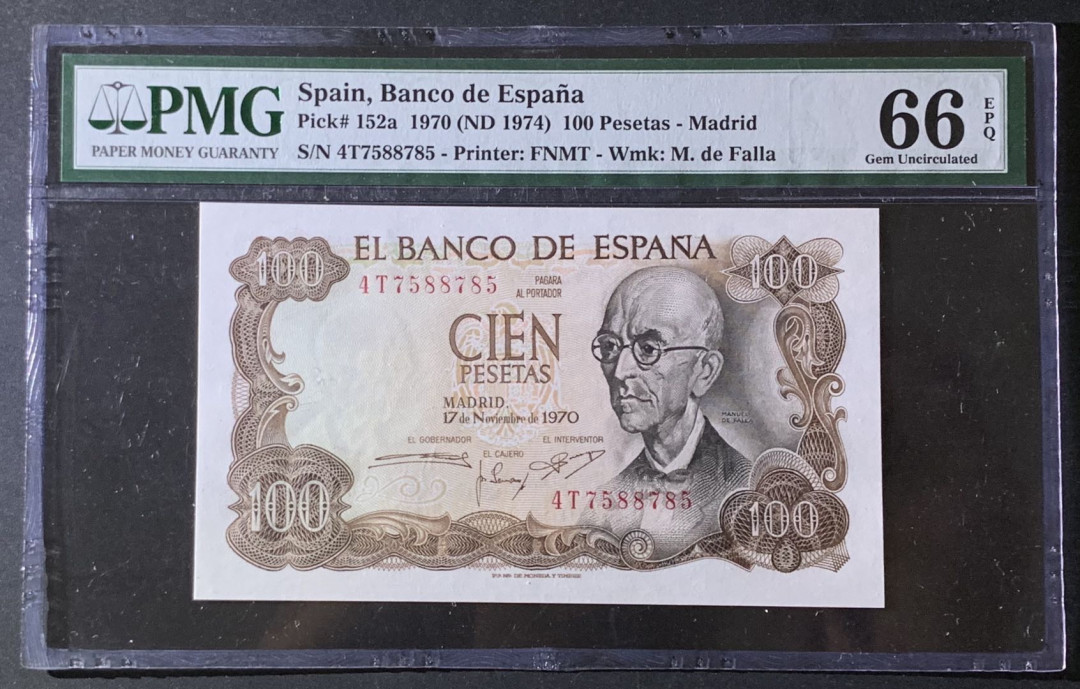 PMG
PAPER MONEY GUARANTY
Spain, Banco de España
Pick# 152a 1970 (ND 1974) 100 Pesetas - Madrid
S/N 4T7588785 - Printer: FNMT - Wmk: M. de Falla
66
EPQ
Gem Uncirculated
100
EL BANCO DE ESPAÑA
100
4T7588785
PAGARA
AL PORTADOR
CIEN
PESETAS
MADRID,
17 de Noviembre de 1970
MANUEL
DE FALLA
EL GOBERNADOR
EL INTERVENTOR
EL CAJERO
4T7588785
100
100